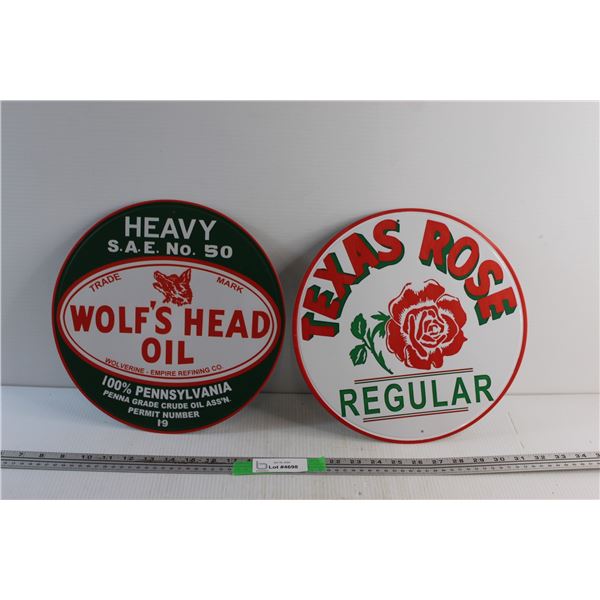 HEAVY
S.A.E. No. 50
TRADE MARK
WOLF'S HEAD
OIL
WOLVERINE - EMPIRE REFINING CO.
100% PENNSYLVANIA
PENNA GRADE CRUDE OIL ASS'N.
PERMIT NUMBER
19
TEXAS ROSE
REGULAR
Lot #4698